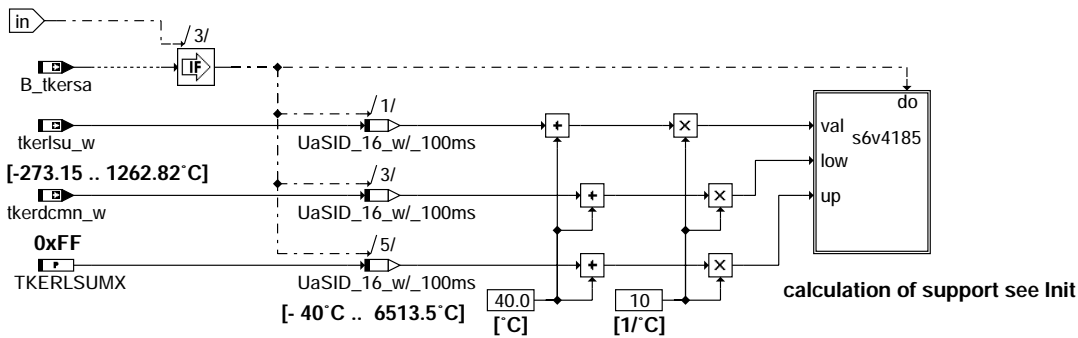 in
/3/
IF
B_tkersa
do
/1/
val
s6v4185
tkerlsu_w
UaSID_16_w/_100ms
[-273.15 .. 1262.82°C]
low
/3/
tkerdcmn_w
UaSID_16_w/_100ms
up
0xFF
/5/
P
TKERLSUMX
UaSID_16_w/_100ms
[- 40°C .. 6513.5°C]
40.0
[°C]
10
[1/°C]
calculation of support see Init